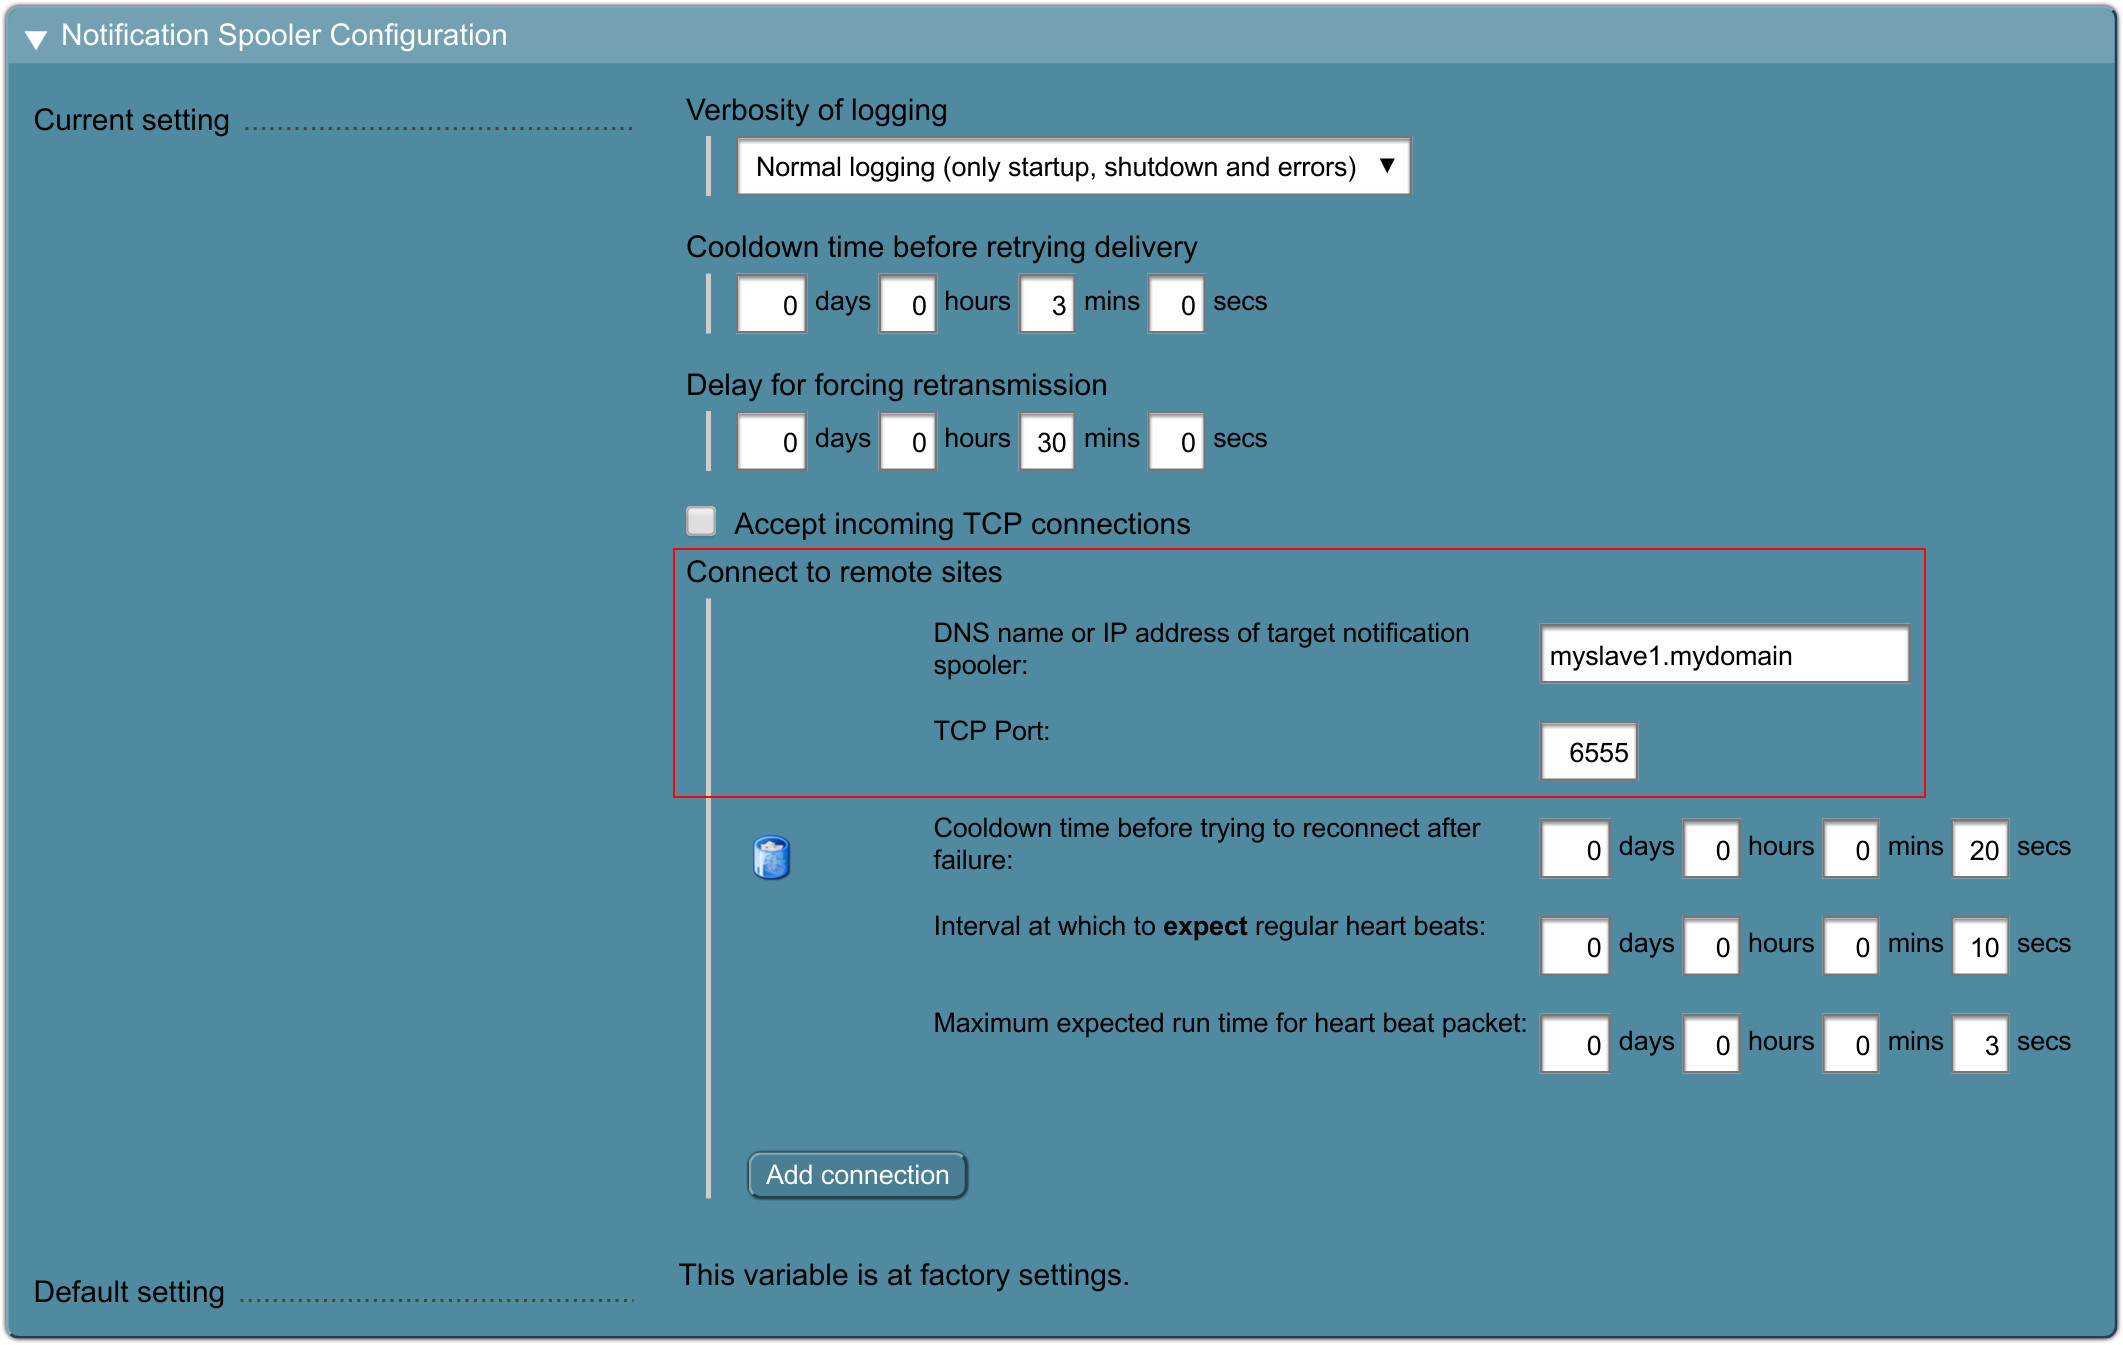 Notification Spooler Configuration
Current setting
Verbosity of logging
Normal logging (only startup, shutdown and errors)
Cooldown time before retrying delivery
0 days 0 hours 3 mins 0 secs
Delay for forcing retransmission
0 days 0 hours 30 mins 0 secs
Accept incoming TCP connections
Connect to remote sites
DNS name or IP address of target notification
spooler:
myslave1.mydomain
TCP Port:
6555
Cooldown time before trying to reconnect after
failure:
0 days 0 hours 0 mins 20 secs
Interval at which to expect regular heart beats:
0 days 0 hours 0 mins 10 secs
Maximum expected run time for heart beat packet:
0 days 0 hours 0 mins 3 secs
Add connection
Default setting
This variable is at factory settings.